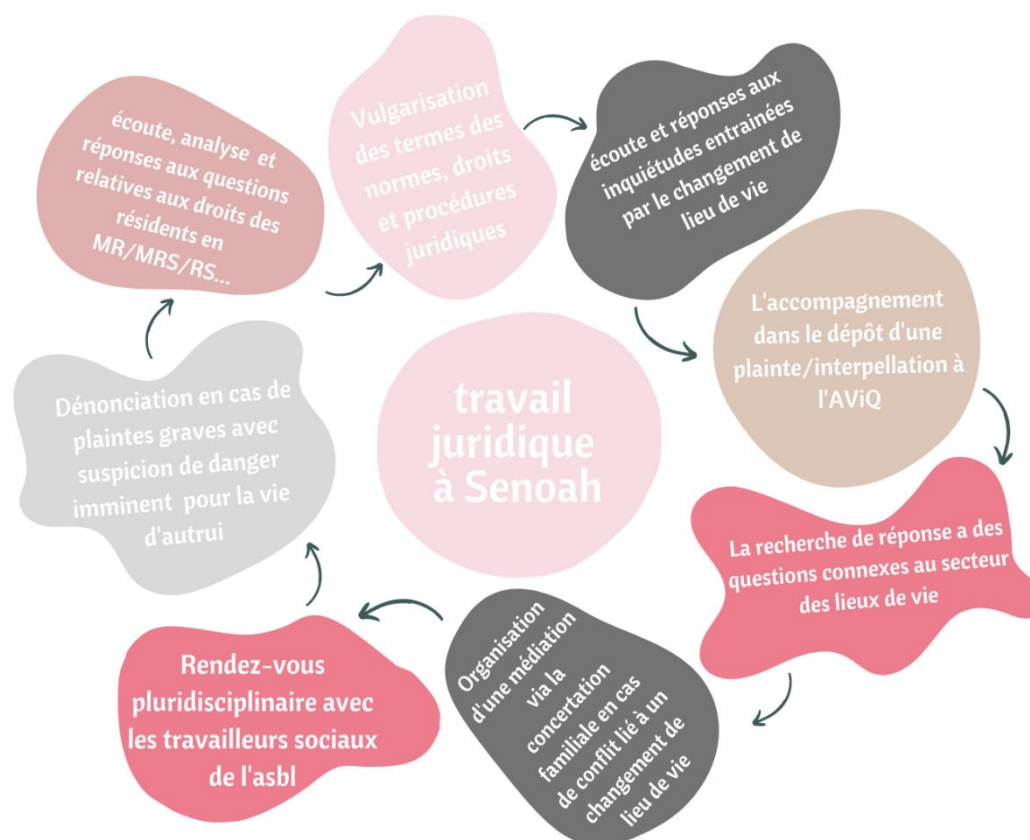 écoute, analyse et
réponses aux questions
relatives aux droits des
résidents en
MR/MRS/RS...
Vulgarisation
des termes des
normes, droits
et procédures
juridiques
écoute et réponses aux
inquiétudes entrainées
par le changement de
lieu de vie
L'accompagnement
dans le dépôt d'une
plainte/interpellation à
l'AViQ
La recherche de réponse a des
questions connexes au secteur
des lieux de vie
Organisation
d'une médiation
via la
concertation
familiale en cas
de conflit lié à un
changement de
lieu de vie
Rendez-vous
pluridisciplinaire avec
les travailleurs sociaux
de l'asbl
Dénonciation en cas de
plaintes graves avec
suspicion de danger
imminent pour la vie
d'autrui
travail
juridique
à Senoah